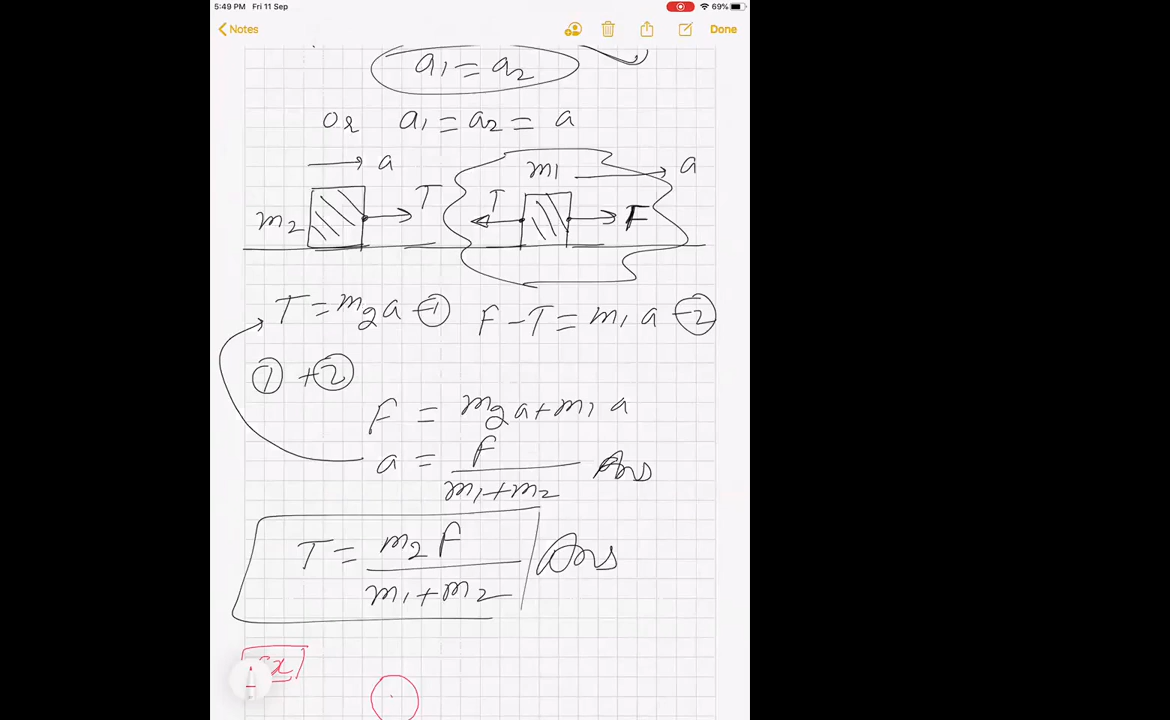 5:49 PM Fri 11 Sep 69%
Notes Done
a1 = a2
or a1 = a2 = a
a m1 a
m2 T T F
T = m2a - 1 F - T = m1 a - 2
1 + 2
F = m2a + m1 a
a = F / m1 + m2 Ans
T = m2 F / m1 + m2 Ans